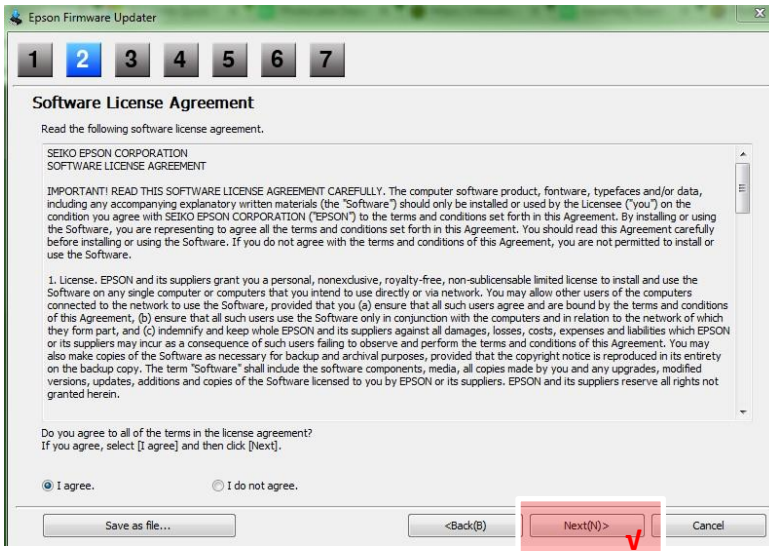 Epson Firmware Updater
1 2 3 4 5 6 7
Software License Agreement
Read the following software license agreement.
SEIKO EPSON CORPORATION
SOFTWARE LICENSE AGREEMENT
IMPORTANT! READ THIS SOFTWARE LICENSE AGREEMENT CAREFULLY. The computer software product, fontware, typefaces and/or data,
including any accompanying explanatory written materials (the "Software") should only be installed or used by the Licensee ("you") on the
condition you agree with SEIKO EPSON CORPORATION ("EPSON") to the terms and conditions set forth in this Agreement. By installing or using
the Software, you are representing to agree all the terms and conditions set forth in this Agreement. You should read this Agreement carefully
before installing or using the Software. If you do not agree with the terms and conditions of this Agreement, you are not permitted to install or
use the Software.
1. License. EPSON and its suppliers grant you a personal, nonexclusive, royalty-free, non-sublicensable limited license to install and use the
Software on any single computer or computers that you intend to use directly or via network. You may allow other users of the computers
connected to the network to use the Software, provided that you (a) ensure that all such users agree and are bound by the terms and conditions
of this Agreement, (b) ensure that all such users use the Software only in conjunction with the computers and in relation to the network of which
they form part, and (c) indemnify and keep whole EPSON and its suppliers against all damages, losses, costs, expenses and liabilities which EPSON
or its suppliers may incur as a consequence of such users failing to observe and perform the terms and conditions of this Agreement. You may
also make copies of the Software as necessary for backup and archival purposes, provided that the copyright notice is reproduced in its entirety
on the backup copy. The term "Software" shall include the software components, media, all copies made by you and any upgrades, modified
versions, updates, additions and copies of the Software licensed to you by EPSON or its suppliers. EPSON and its suppliers reserve all rights not
granted herein.
Do you agree to all of the terms in the license agreement?
If you agree, select [I agree] and then click [Next].
I agree. I do not agree.
Save as file... <Back(B) Next(N)> √ Cancel